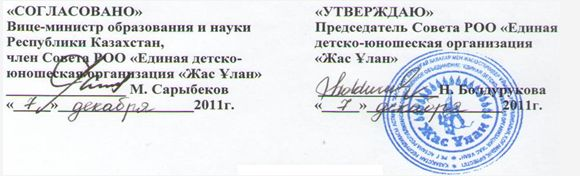 «СОГЛАСОВАНО»
Вице-министр образования и науки
Республики Казахстан,
член Совета РОО «Единая детско-
юношеская организация «Жас Ұлан»
М. Сарыбеков
« 7 » декабря 2011г.
«УТВЕРЖДАЮ»
Председатель Совета РОО «Единая
детско-юношеская организация
«Жас Ұлан»
Н. Болдурукова
« 7 » декабря 2011г.
Жас Ұлан